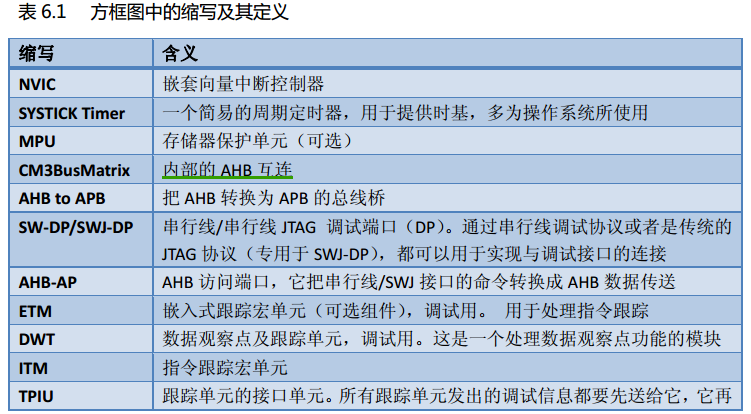 表 6.1 方框图中的缩写及其定义
缩写 含义
NVIC 嵌套向量中断控制器
SYSTICK Timer 一个简易的周期定时器，用于提供时基，多为操作系统所使用
MPU 存储器保护单元（可选）
CM3BusMatrix 内部的 AHB 互连
AHB to APB 把 AHB 转换为 APB 的总线桥
SW-DP/SWJ-DP 串行线/串行线 JTAG 调试端口（DP）。通过串行线调试协议或者是传统的
JTAG 协议（专用于 SWJ-DP），都可以用于实现与调试接口的连接
AHB-AP AHB 访问端口，它把串行线/SWJ 接口的命令转换成 AHB 数据传送
ETM 嵌入式跟踪宏单元（可选组件），调试用。 用于处理指令跟踪
DWT 数据观察点及跟踪单元，调试用。这是一个处理数据观察点功能的模块
ITM 指令跟踪宏单元
TPIU 跟踪单元的接口单元。所有跟踪单元发出的调试信息都要先送给它，它再